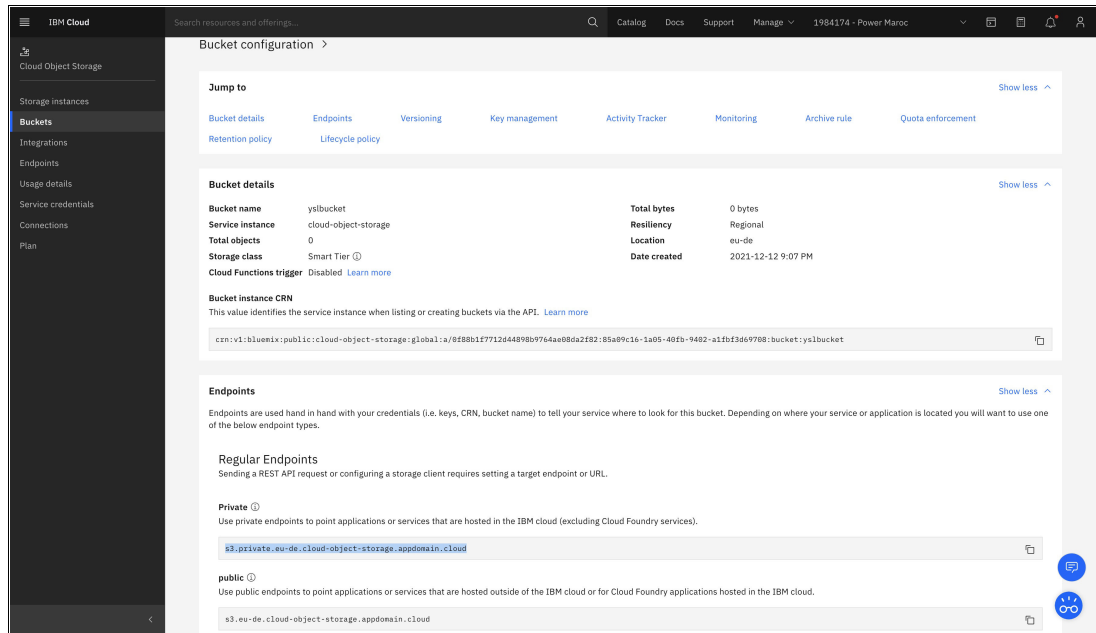 IBM Cloud
Search resources and offerings...
Catalog
Docs
Support
Manage
1984174 - Power Maroc
Cloud Object Storage
Storage instances
Buckets
Integrations
Endpoints
Usage details
Service credentials
Connections
Plan
Bucket configuration
Jump to
Show less
Bucket details Endpoints Versioning Key management Activity Tracker Monitoring Archive rule Quota enforcement
Retention policy Lifecycle policy
Bucket details
Show less
Bucket name yslbucket Total bytes 0 bytes
Service instance cloud-object-storage Resiliency Regional
Total objects 0 Location eu-de
Storage class Smart Tier Date created 2021-12-12 9:07 PM
Cloud Functions trigger Disabled Learn more
Bucket instance CRN
This value identifies the service instance when listing or creating buckets via the API. Learn more
crn:v1:bluemix:public:cloud-object-storage:global:a/0f88b1f7712d44898b9764ae08da2f82:85a09c16-1a05-40fb-9402-a1fbf3d69708:bucket:yslbucket
Endpoints
Show less
Endpoints are used hand in hand with your credentials (i.e. keys, CRN, bucket name) to tell your service where to look for this bucket. Depending on where your service or application is located you will want to use one
of the below endpoint types.
Regular Endpoints
Sending a REST API request or configuring a storage client requires setting a target endpoint or URL.
Private
Use private endpoints to point applications or services that are hosted in the IBM cloud (excluding Cloud Foundry services).
s3.private.eu-de.cloud-object-storage.appdomain.cloud
public
Use public endpoints to point applications or services that are hosted outside of the IBM cloud or for Cloud Foundry applications hosted in the IBM cloud.
s3.eu-de.cloud-object-storage.appdomain.cloud